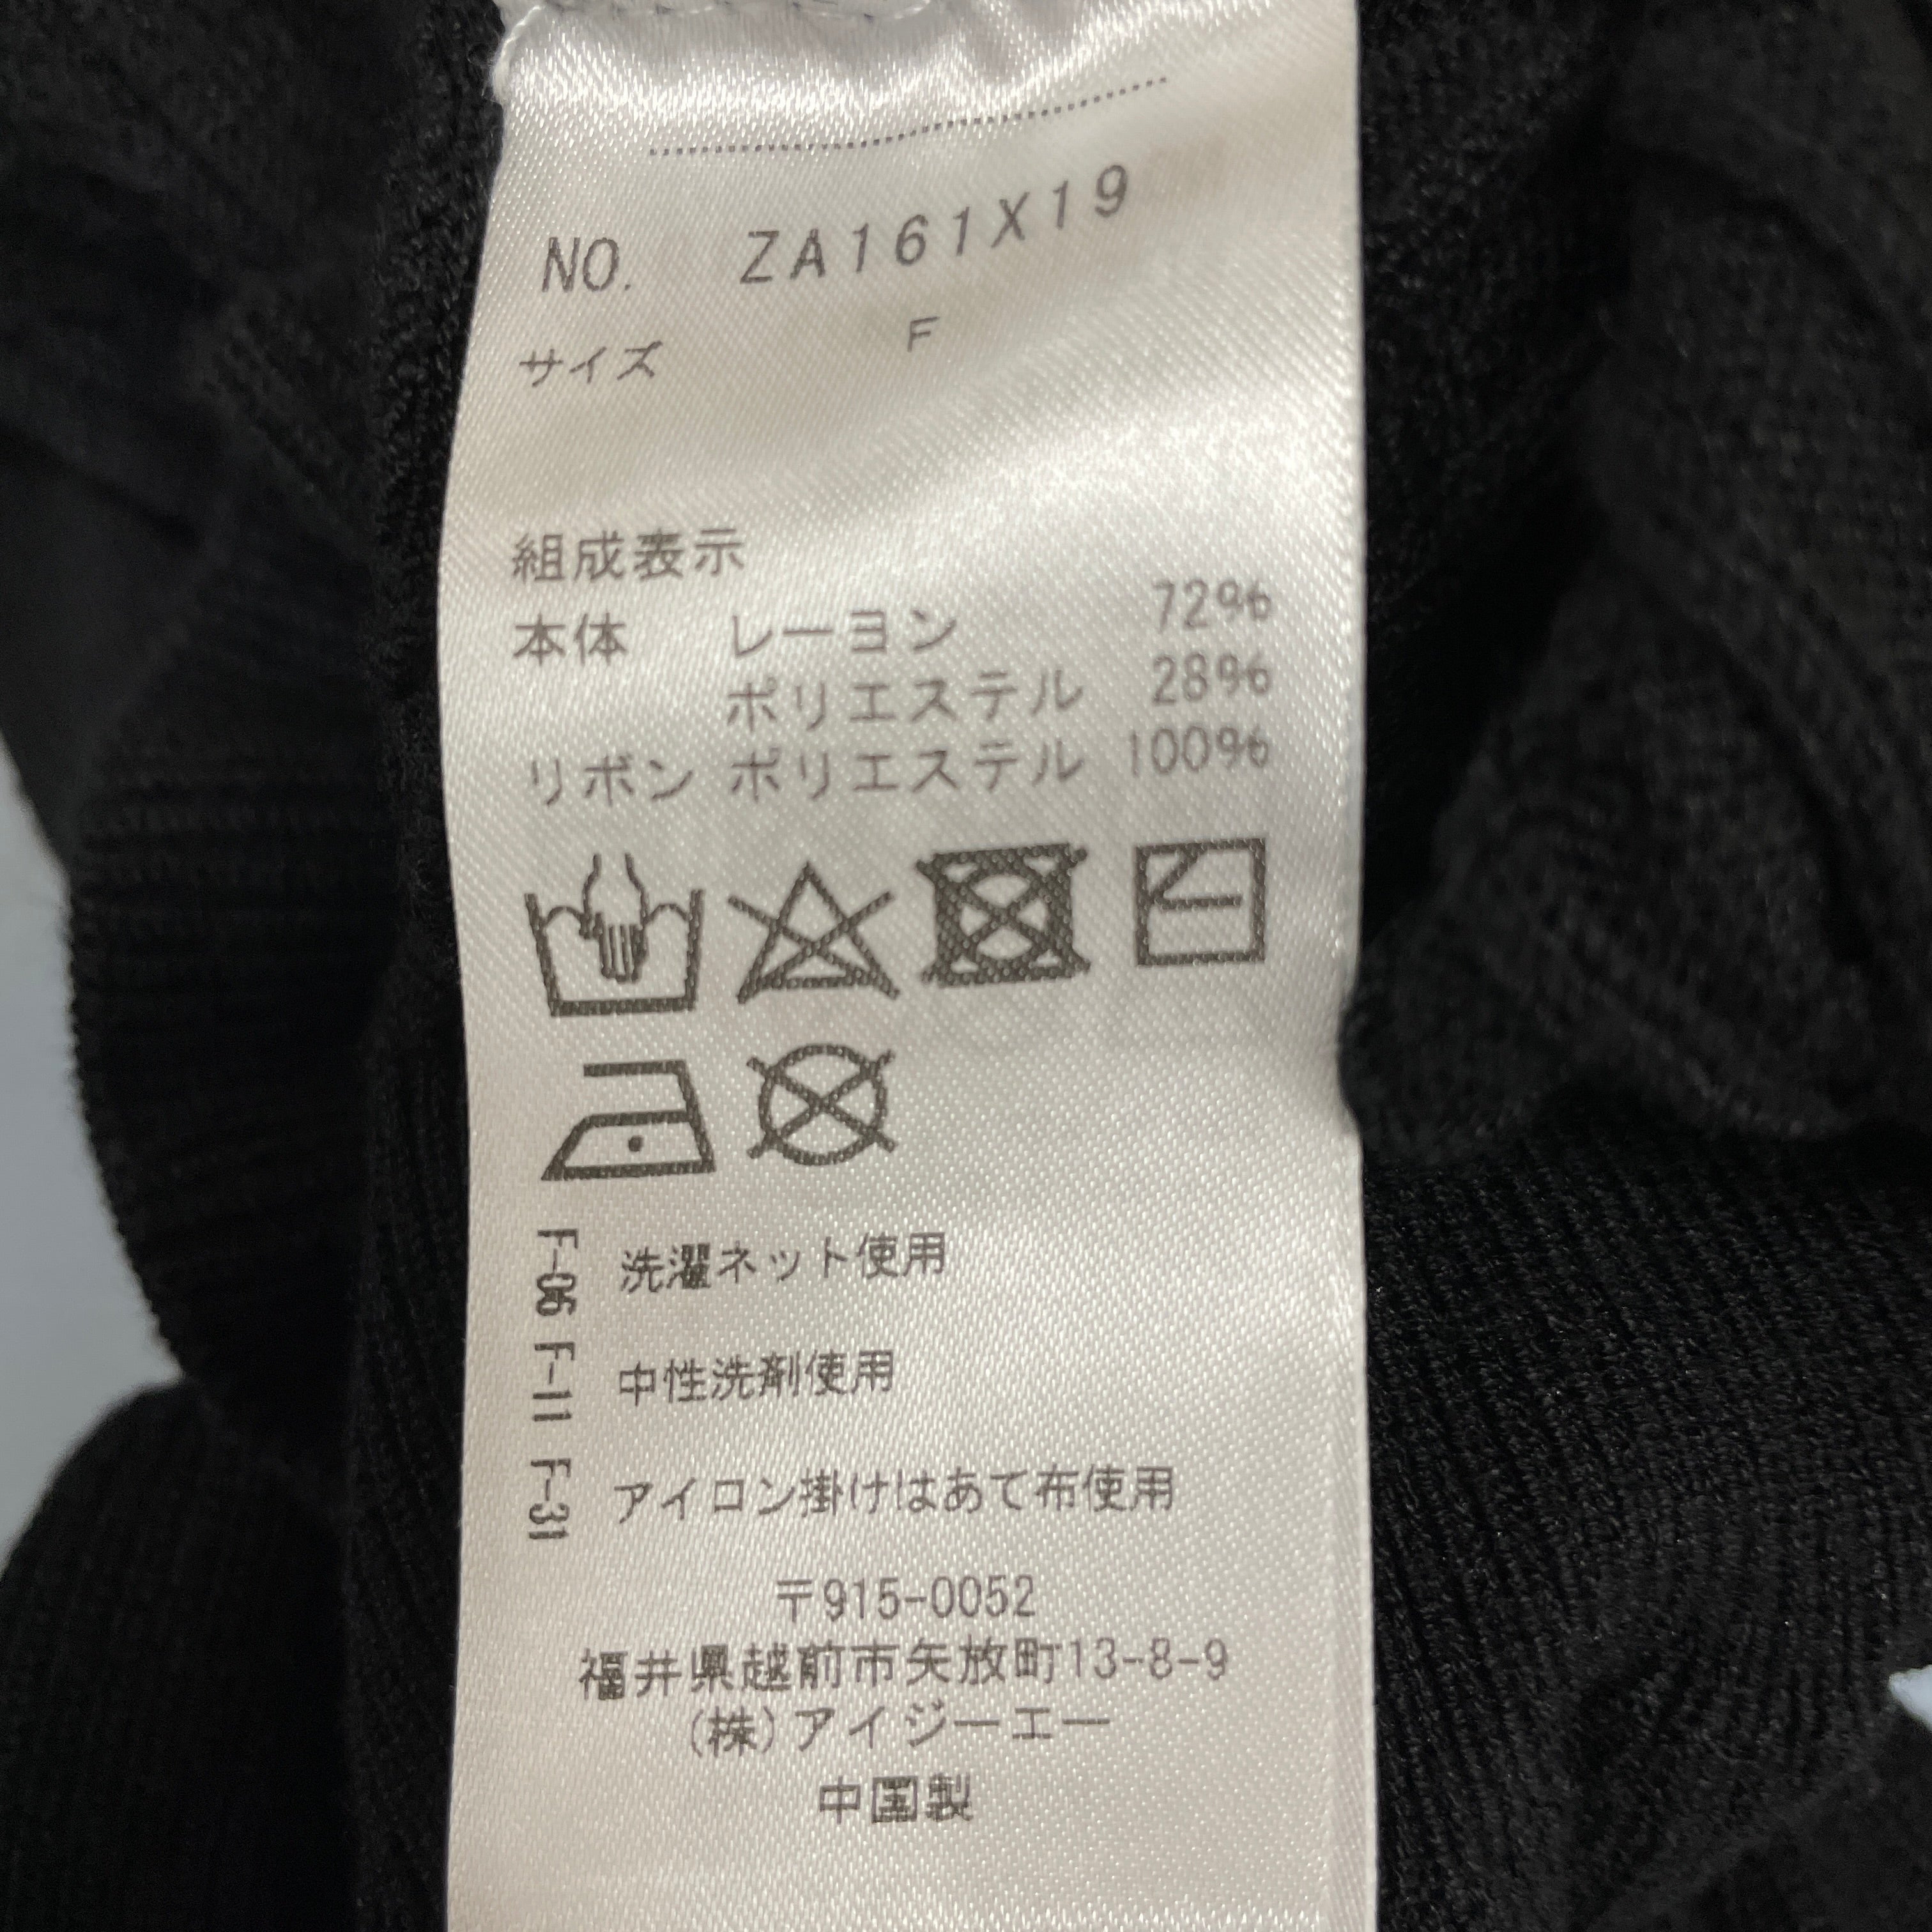 NO. ZA161X19
サイズ F
組成表示
本体 レーヨン 72%
ポリエステル 28%
リボン ポリエステル 100%
F-06 F-11 F-31
洗濯ネット使用
中性洗剤使用
アイロン掛けはあて布使用
〒915-0052
福井県越前市矢放町13-8-9
(株)アイジーエー
中国製